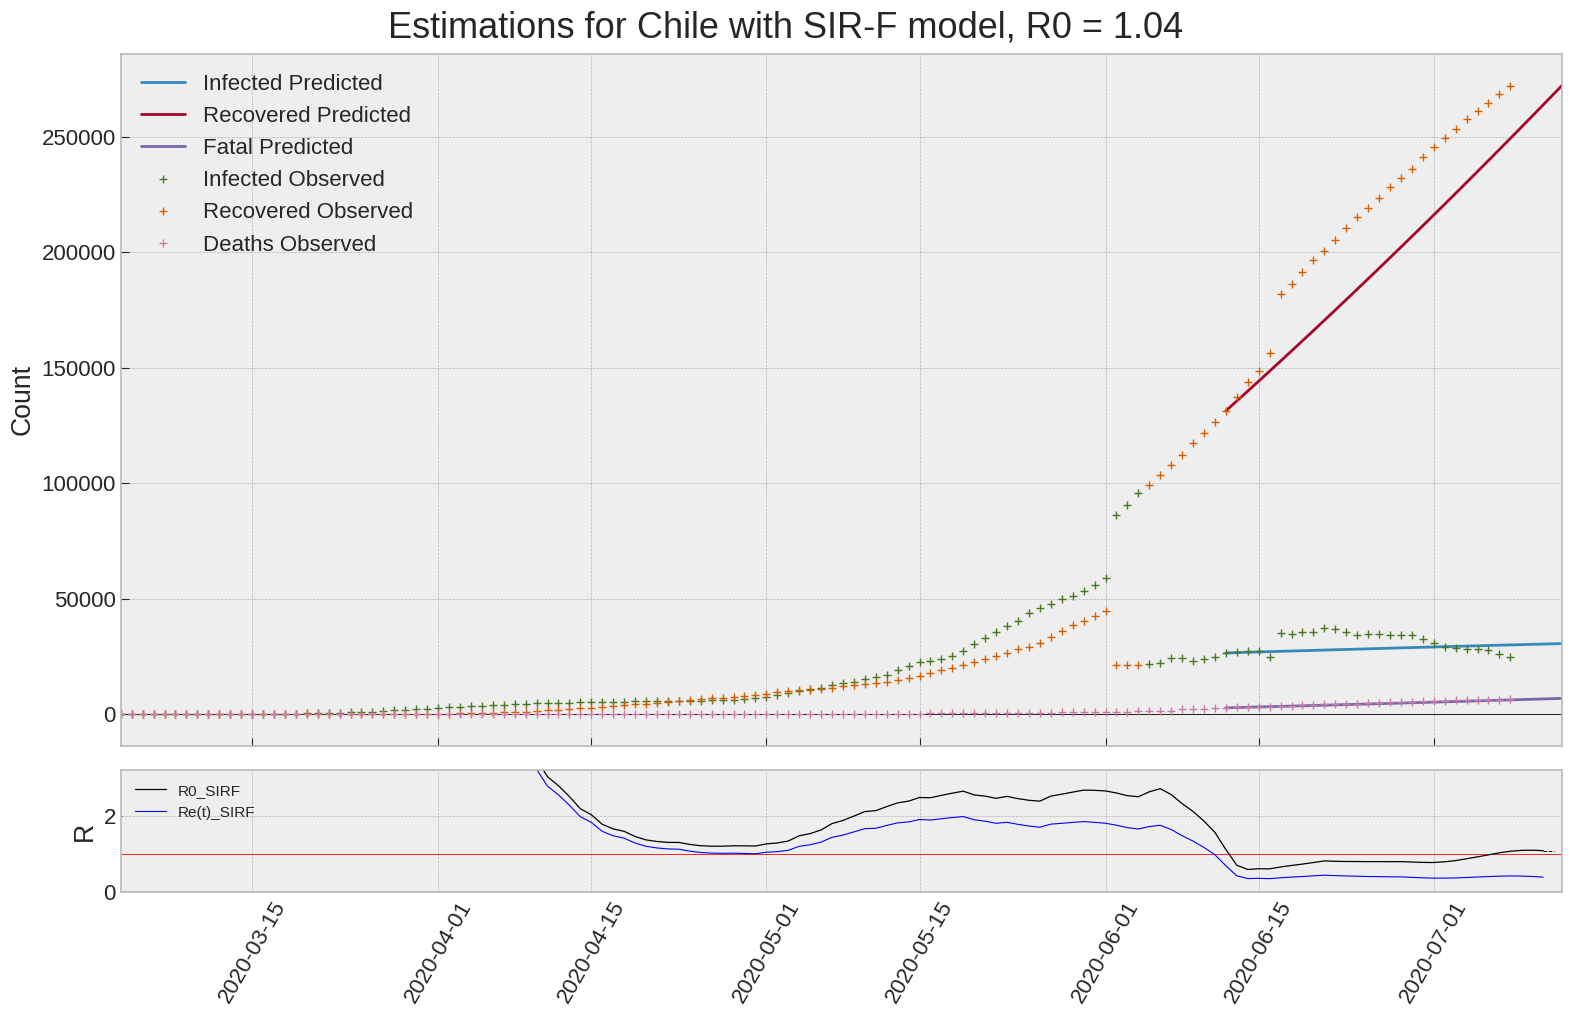 Estimations for Chile with SIR-F model, R0 = 1.04
Infected Predicted
Recovered Predicted
Fatal Predicted
Infected Observed
Recovered Observed
Deaths Observed
250000
200000
150000
100000
50000
0
Count
R0_SIRF
Re(t)_SIRF
2
0
R
2020-03-15
2020-04-01
2020-04-15
2020-05-01
2020-05-15
2020-06-01
2020-06-15
2020-07-01